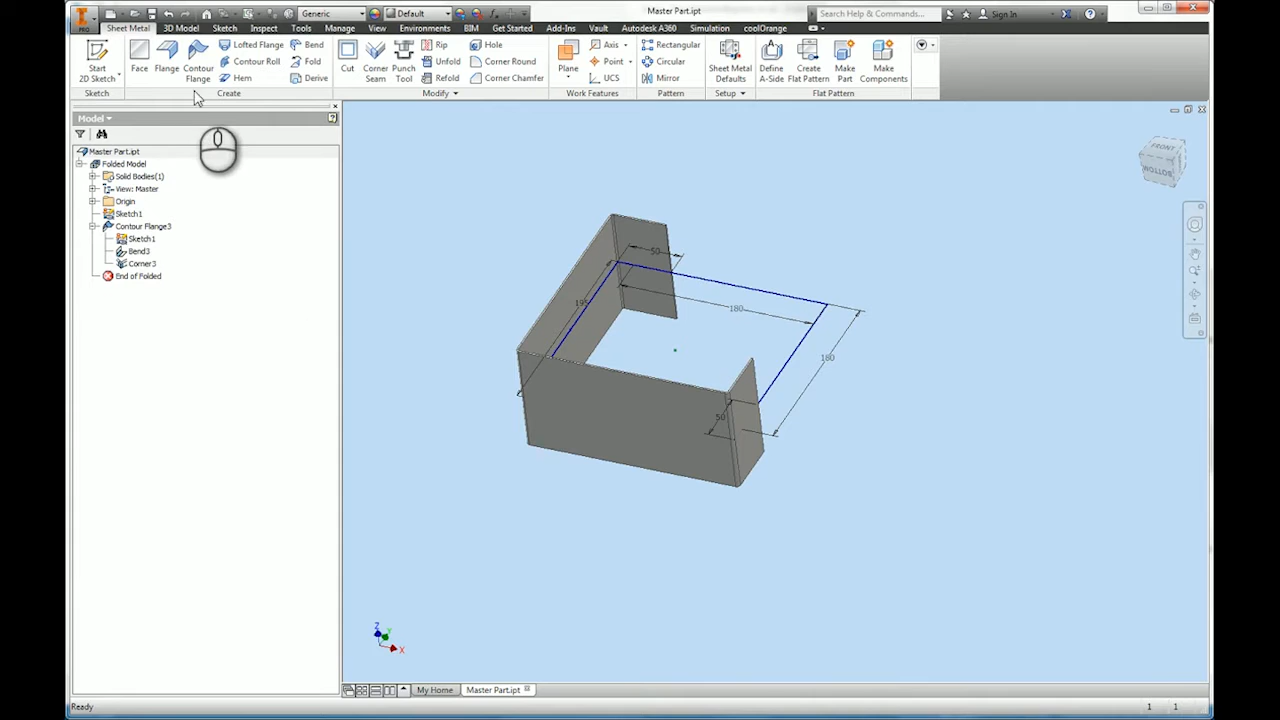 PRO
Generic
Default
Master Part.ipt
Search Help & Commands...
Sign In
Sheet Metal 3D Model Sketch Inspect Tools Manage View Environments BIM Get Started Add-Ins Vault Autodesk A360 Simulation coolOrange
Start 2D Sketch
Face
Flange
Contour Flange
Lofted Flange
Contour Roll
Hem
Bend
Fold
Derive
Cut
Corner Seam
Punch Tool
Rip
Unfold
Refold
Hole
Corner Round
Corner Chamfer
Plane
Axis
Point
UCS
Rectangular
Circular
Mirror
Sheet Metal Defaults
Define A-Side
Create Flat Pattern
Make Part
Make Components
Sketch
Create
Modify
Work Features
Pattern
Setup
Flat Pattern
Model
Master Part.ipt
Folded Model
Solid Bodies(1)
View: Master
Origin
Sketch1
Contour Flange3
Sketch1
Bend3
Corner3
End of Folded
FRONT
BOTTOM
50
195
180
50
Z
Y
X
My Home
Master Part.ipt
Ready
1 1